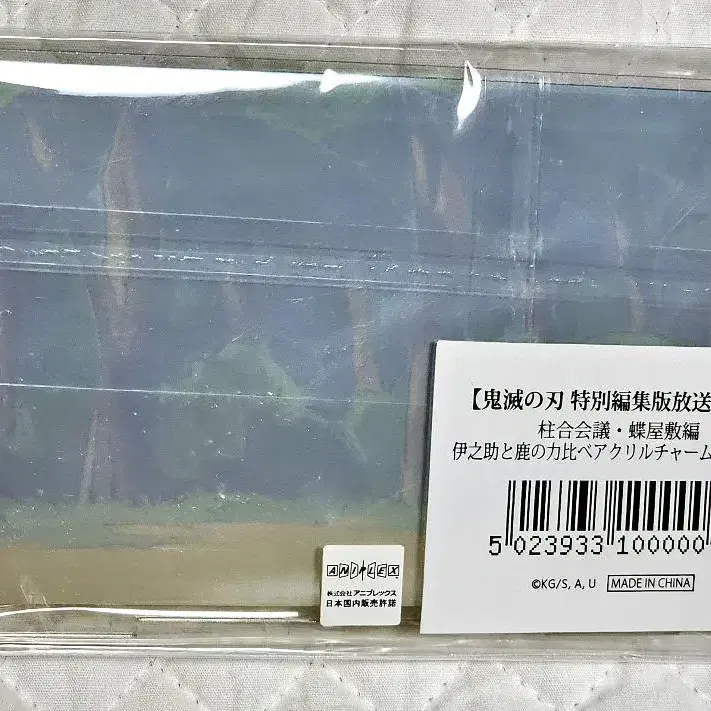 【鬼滅の刃 特別編集版放送
柱合会議・蝶屋敷編
伊之助と鹿の力比べアクリルチャーム
5 023933 100000
©KG/S, A, U MADE IN CHINA
ANIPLEX
株式会社 アニプレックス
日本国内販売許諾